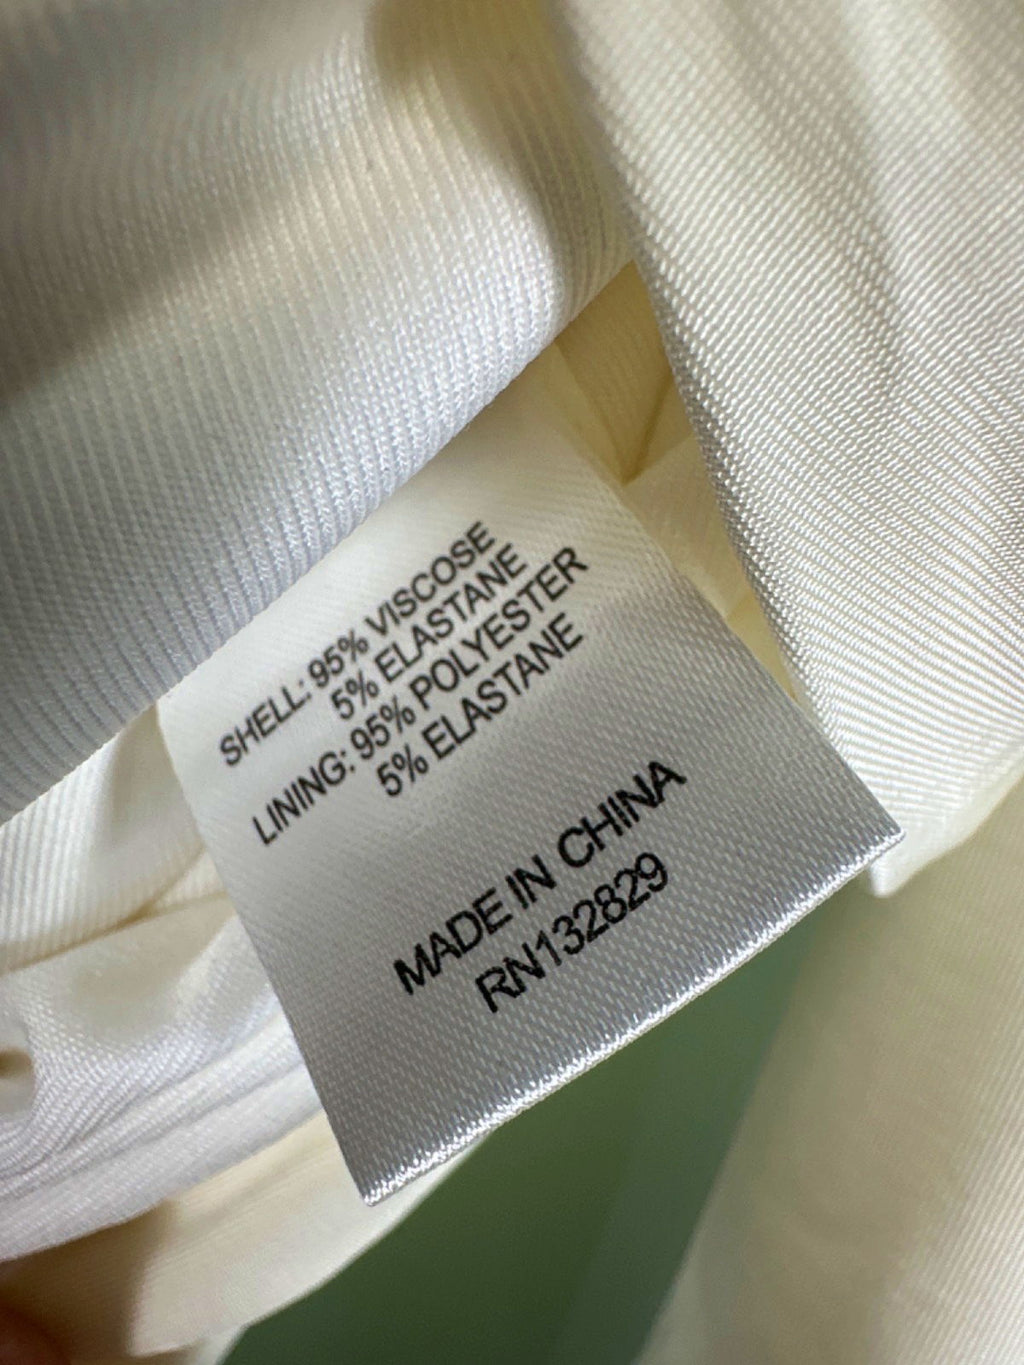 SHELL: 95% VISCOSE
5% ELASTANE
LINING: 95% POLYESTER
5% ELASTANE
MADE IN CHINA
RN132829